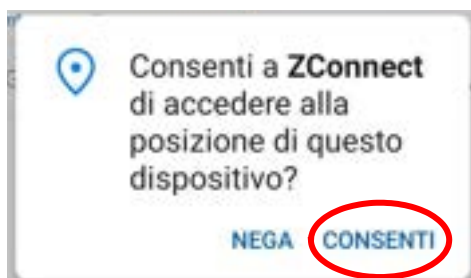 Consenti a ZConnect
di accedere alla
posizione di questo
dispositivo?
NEGA CONSENTI